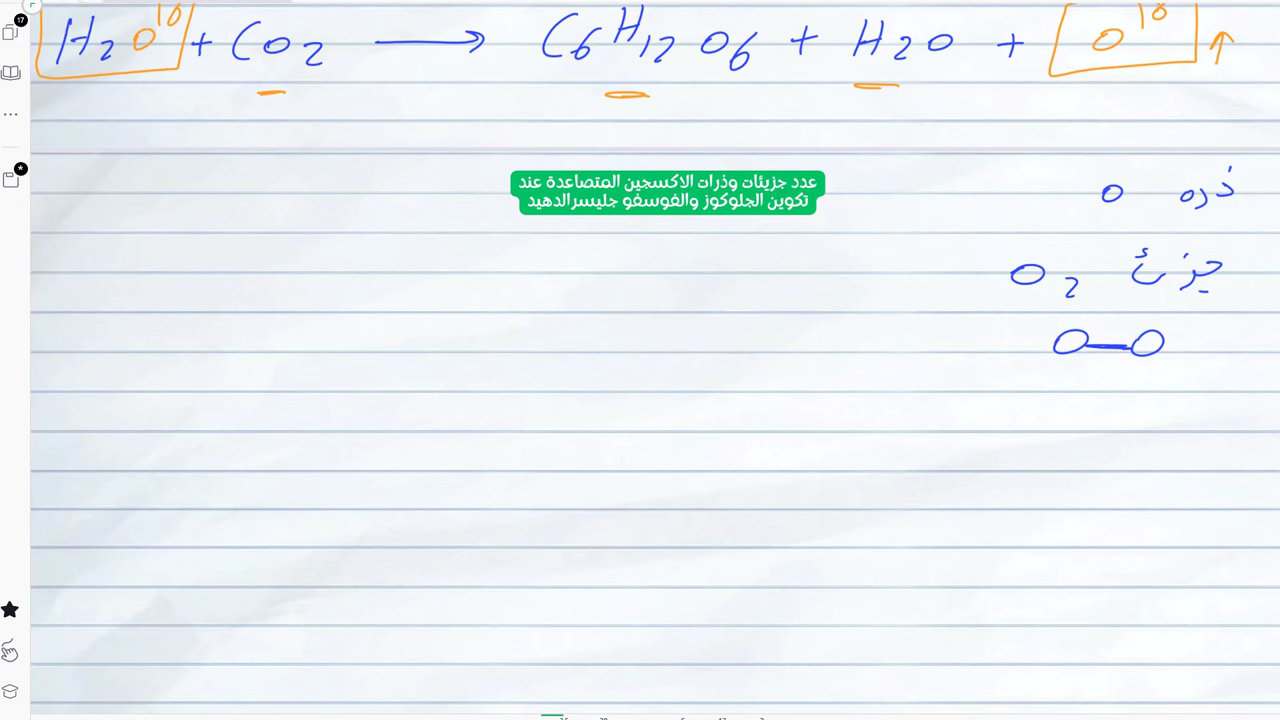 H2O18 + CO2 → C6H12O6 + H2O + O18 ↑
عدد جزيئات وذرات الاكسجين المتصاعدة عند
تكوين الجلوكوز والفوسفو جليسرالدهيد
ذره O
جزئ O2
O—O